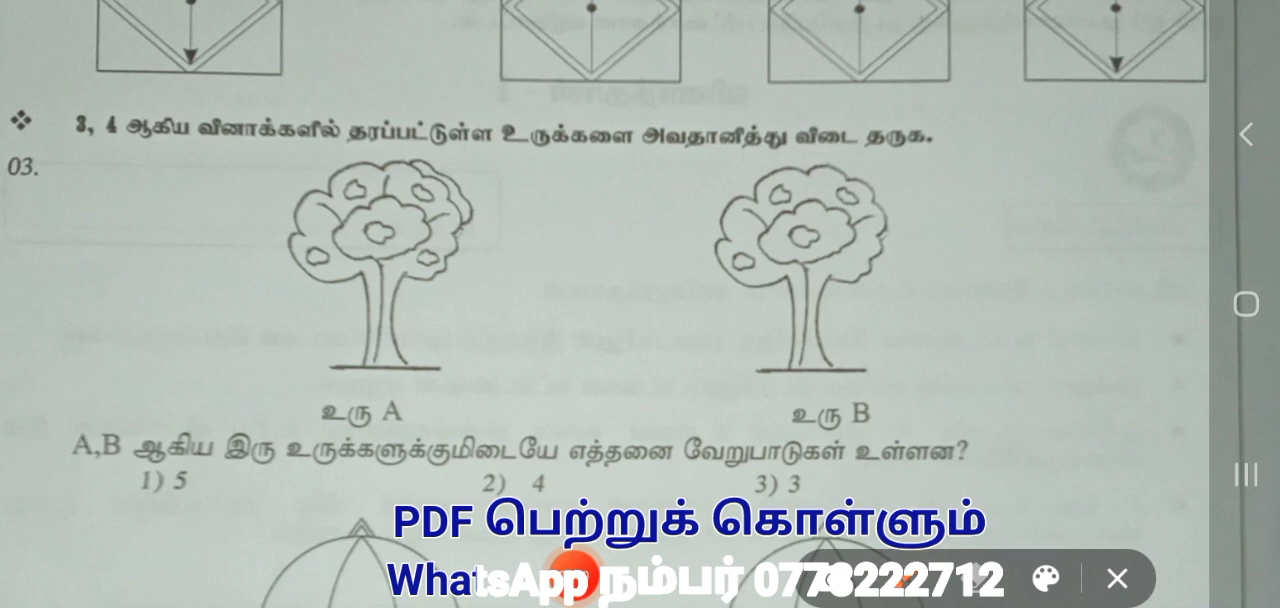 ❖ 3, 4 ஆகிய வினாக்களில் தரப்பட்டுள்ள உருக்களை அவதானித்து விடை தருக.
03.
உரு A உரு B
A,B ஆகிய இரு உருக்களுக்குமிடையே எத்தனை வேறுபாடுகள் உள்ளன?
1) 5 2) 4 3) 3
PDF பெற்றுக் கொள்ளும்
WhatsApp நம்பர் 0778222712